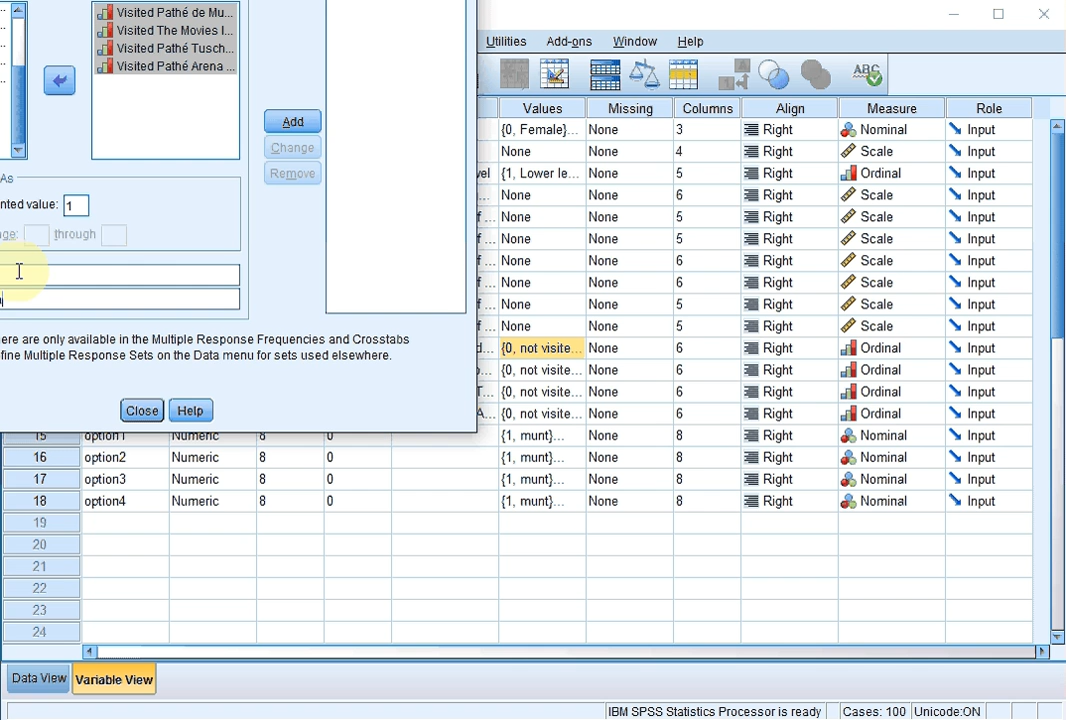 Visited Pathé de Mu...
Visited The Movies I...
Visited Pathé Tusch...
Visited Pathé Arena ...
Utilities Add-ons Window Help
ABC
Add
Change
Remove
As
nted value: 1
ge: through
ere are only available in the Multiple Response Frequencies and Crosstabs
fine Multiple Response Sets on the Data menu for sets used elsewhere.
Close Help
Values Missing Columns Align Measure Role
{0, Female}... None 3 Right Nominal Input
None None 4 Right Scale Input
vel {1, Lower le... None 5 Right Ordinal Input
... None None 6 Right Scale Input
f ... None None 5 Right Scale Input
f ... None None 5 Right Scale Input
f ... None None 6 Right Scale Input
f ... None None 5 Right Scale Input
f ... None None 5 Right Scale Input
d... {0, not visite... None 6 Right Ordinal Input
o... {0, not visite... None 6 Right Ordinal Input
T... {0, not visite... None 6 Right Ordinal Input
A... {0, not visite... None 6 Right Ordinal Input
15 option1 Numeric 8 0 {1, munt}... None 8 Right Nominal Input
16 option2 Numeric 8 0 {1, munt}... None 8 Right Nominal Input
17 option3 Numeric 8 0 {1, munt}... None 8 Right Nominal Input
18 option4 Numeric 8 0 {1, munt}... None 8 Right Nominal Input
19
20
21
22
23
24
Data View Variable View
IBM SPSS Statistics Processor is ready Cases: 100 Unicode:ON